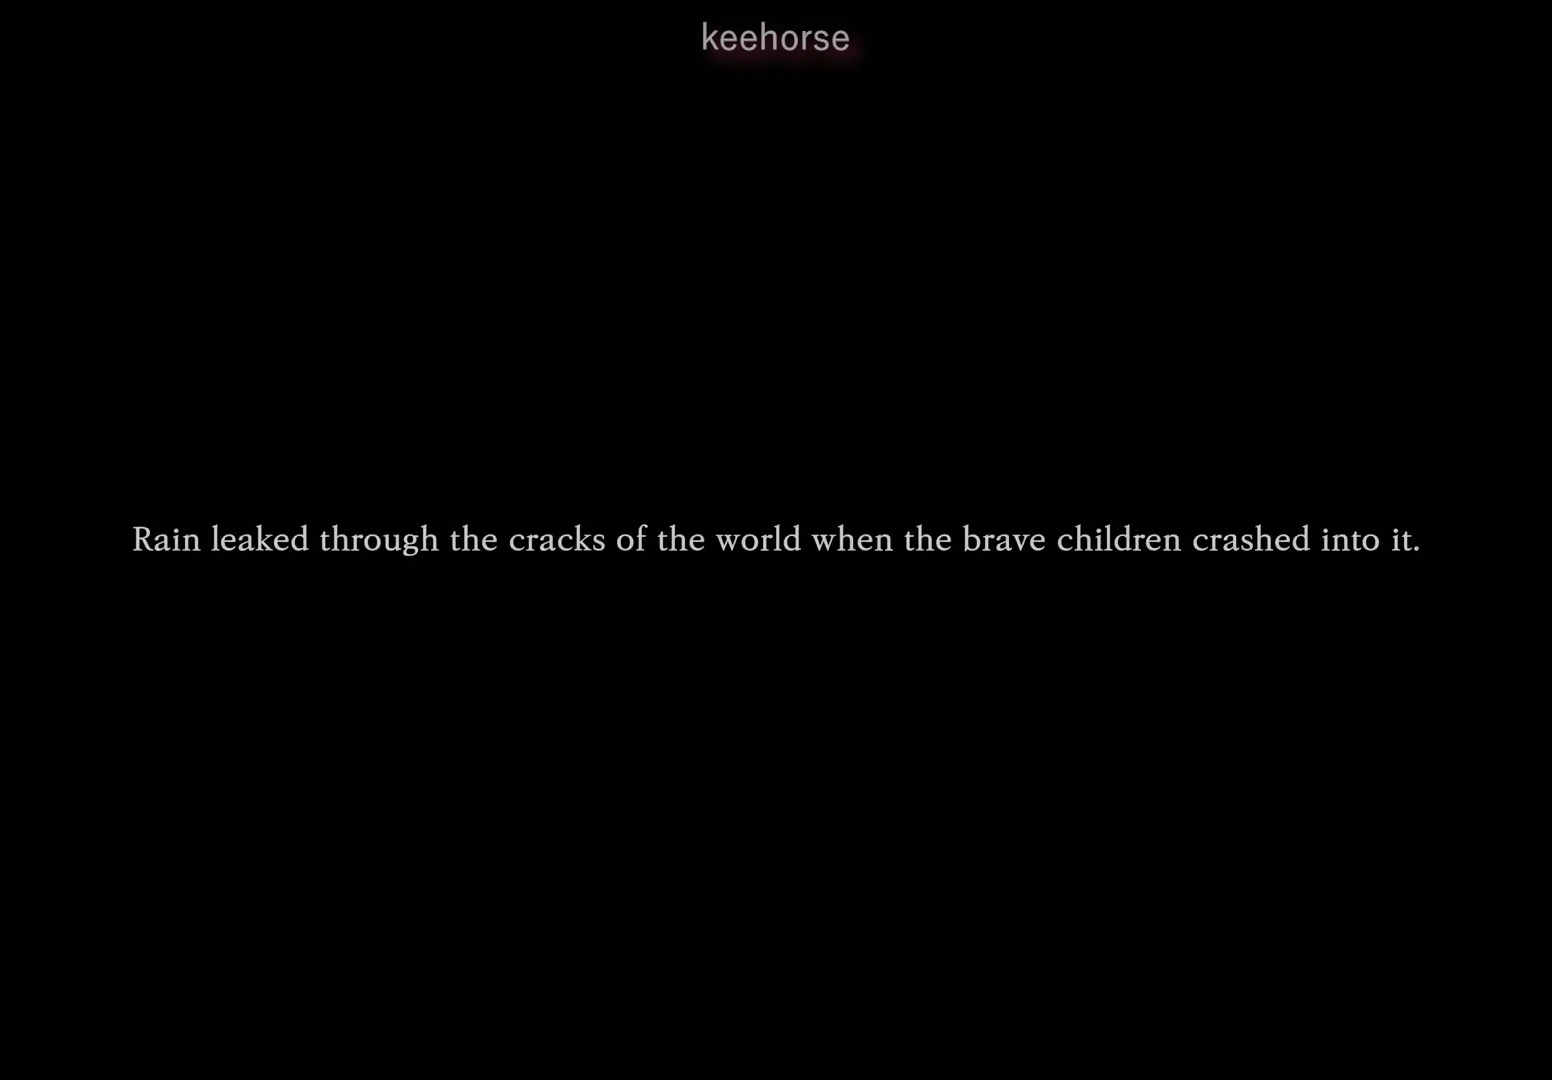 keehorse
Rain leaked through the cracks of the world when the brave children crashed into it.